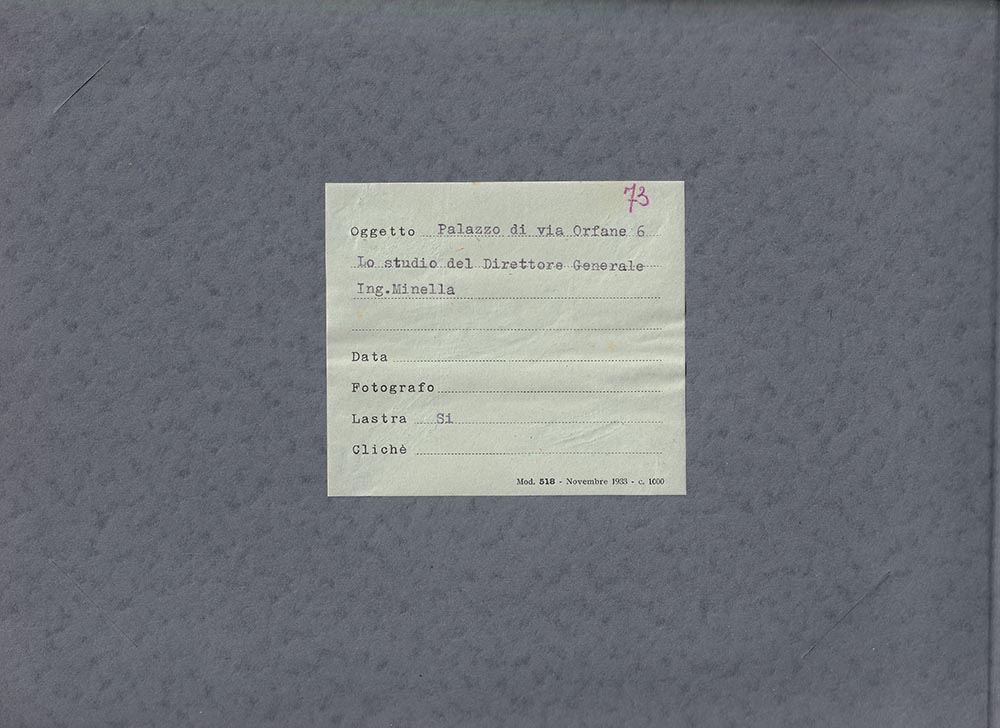 73
Oggetto Palazzo di via Orfane 6
Lo studio del Direttore Generale
Ing.Minella
Data
Fotografo
Lastra Si
Clichè
Mod. 518 - Novembre 1933 - c. 1000